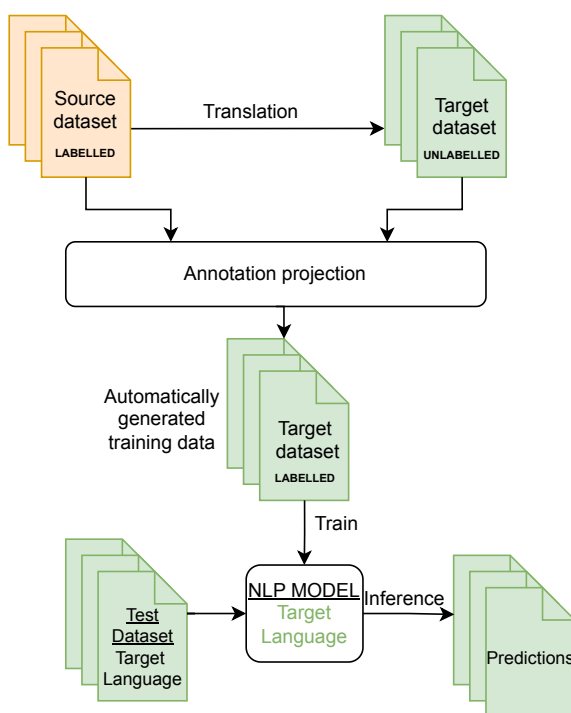 Source
dataset
LABELLED
Translation
Target
dataset
UNLABELLED
Annotation projection
Automatically
generated
training data
Target
dataset
LABELLED
Train
Test
Dataset
Target
Language
NLP MODEL
Target
Language
Inference
Predictions